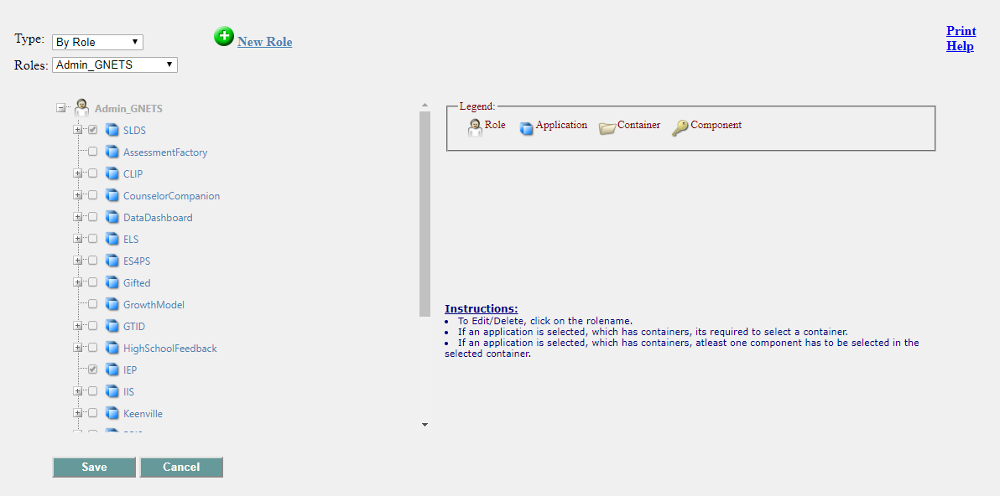 Type: By Role
New Role
Print
Help
Roles: Admin_GNETS
Admin_GNETS
SLDS
AssessmentFactory
CLIP
CounselorCompanion
DataDashboard
ELS
ES4PS
Gifted
GrowthModel
GTID
HighSchoolFeedback
IEP
IIS
Keenville
Legend:
Role Application Container Component
Instructions:
• To Edit/Delete, click on the rolename.
• If an application is selected, which has containers, its required to select a container.
• If an application is selected, which has containers, atleast one component has to be selected in the
selected container.
Save Cancel